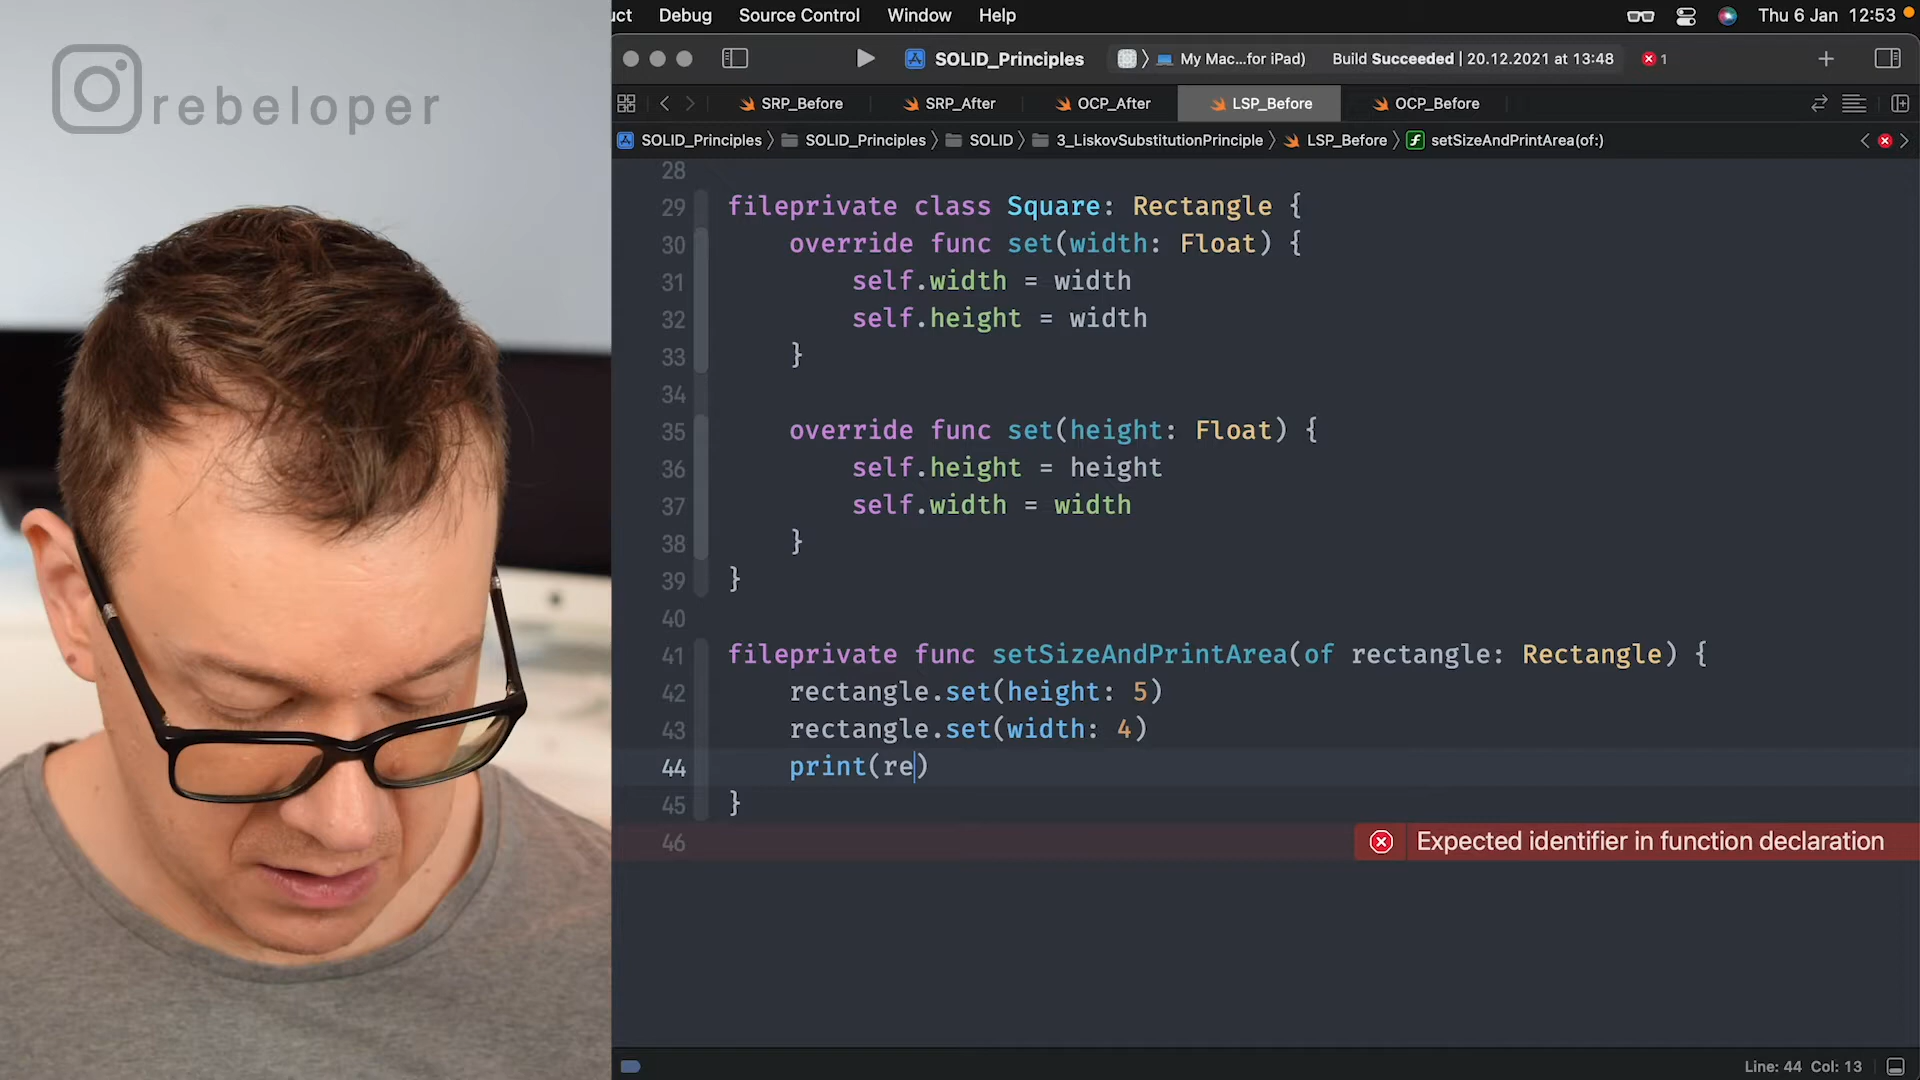 rebeloper
uct Debug Source Control Window Help Thu 6 Jan 12:53
SOLID_Principles My Mac...for iPad) Build Succeeded | 20.12.2021 at 13:48 1
SRP_Before SRP_After OCP_After LSP_Before OCP_Before
SOLID_Principles SOLID_Principles SOLID 3_LiskovSubstitutionPrinciple LSP_Before f setSizeAndPrintArea(of:)
28
29 fileprivate class Square: Rectangle {
30 override func set(width: Float) {
31 self.width = width
32 self.height = width
33 }
34
35 override func set(height: Float) {
36 self.height = height
37 self.width = width
38 }
39 }
40
41 fileprivate func setSizeAndPrintArea(of rectangle: Rectangle) {
42 rectangle.set(height: 5)
43 rectangle.set(width: 4)
44 print(re)
45 }
46 Expected identifier in function declaration
Line: 44 Col: 13